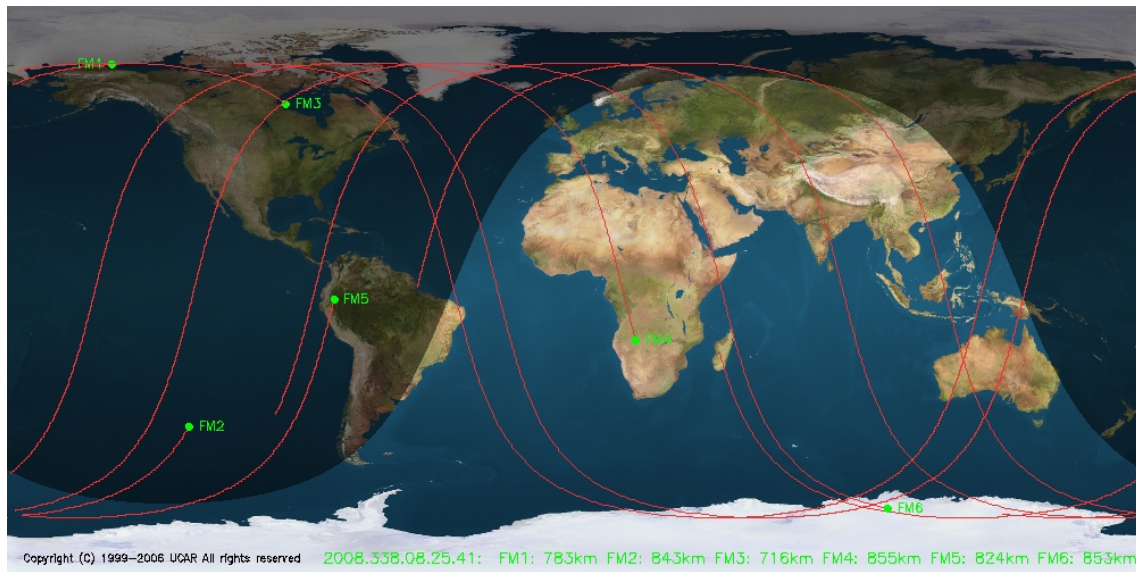 FM1
FM3
FM5
FM4
FM2
FM6
Copyright (C) 1999-2006 UCAR All rights reserved 2008.338.08.25.41: FM1: 783km FM2: 843km FM3: 716km FM4: 855km FM5: 824km FM6: 853km